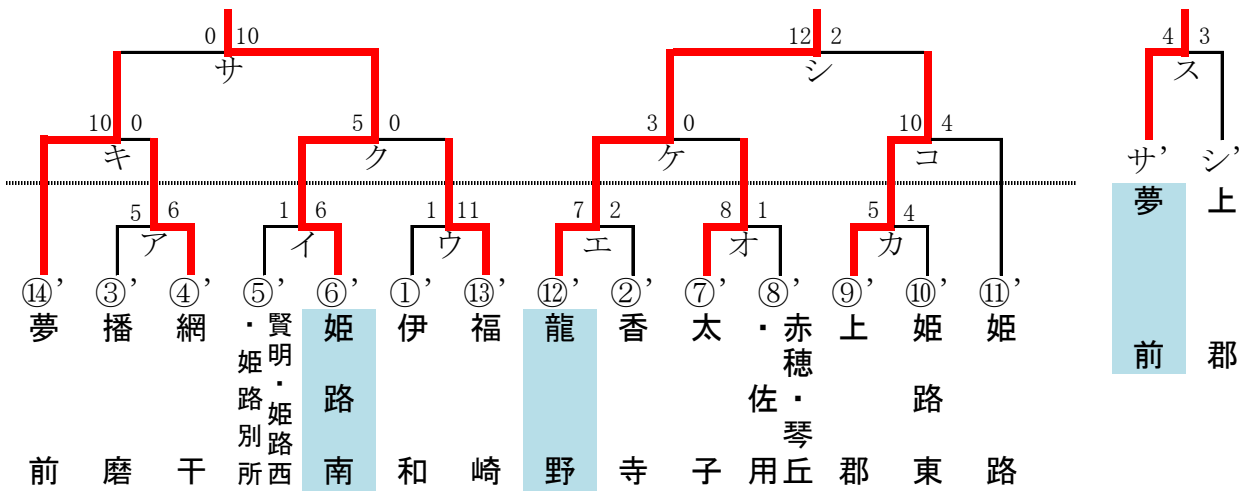 0 10 12 2 4 3
サ シ ス
10 0 5 0 3 0 10 4
キ ク ケ コ サ’ シ’
5 6 1 6 1 11 7 2 8 1 5 4
ア イ ウ エ オ カ
⑭’ ③’ ④’ ⑤’ ⑥’ ①’ ⑬’ ⑫’ ②’ ⑦’ ⑧’ ⑨’ ⑩’ ⑪’
夢前
播磨
網干
賢明・姫路西
・姫路別所
姫路南
伊和
福崎
龍野
香寺
太子
赤穂・琴丘
・佐用
上郡
姫路東
姫路
夢前
上郡